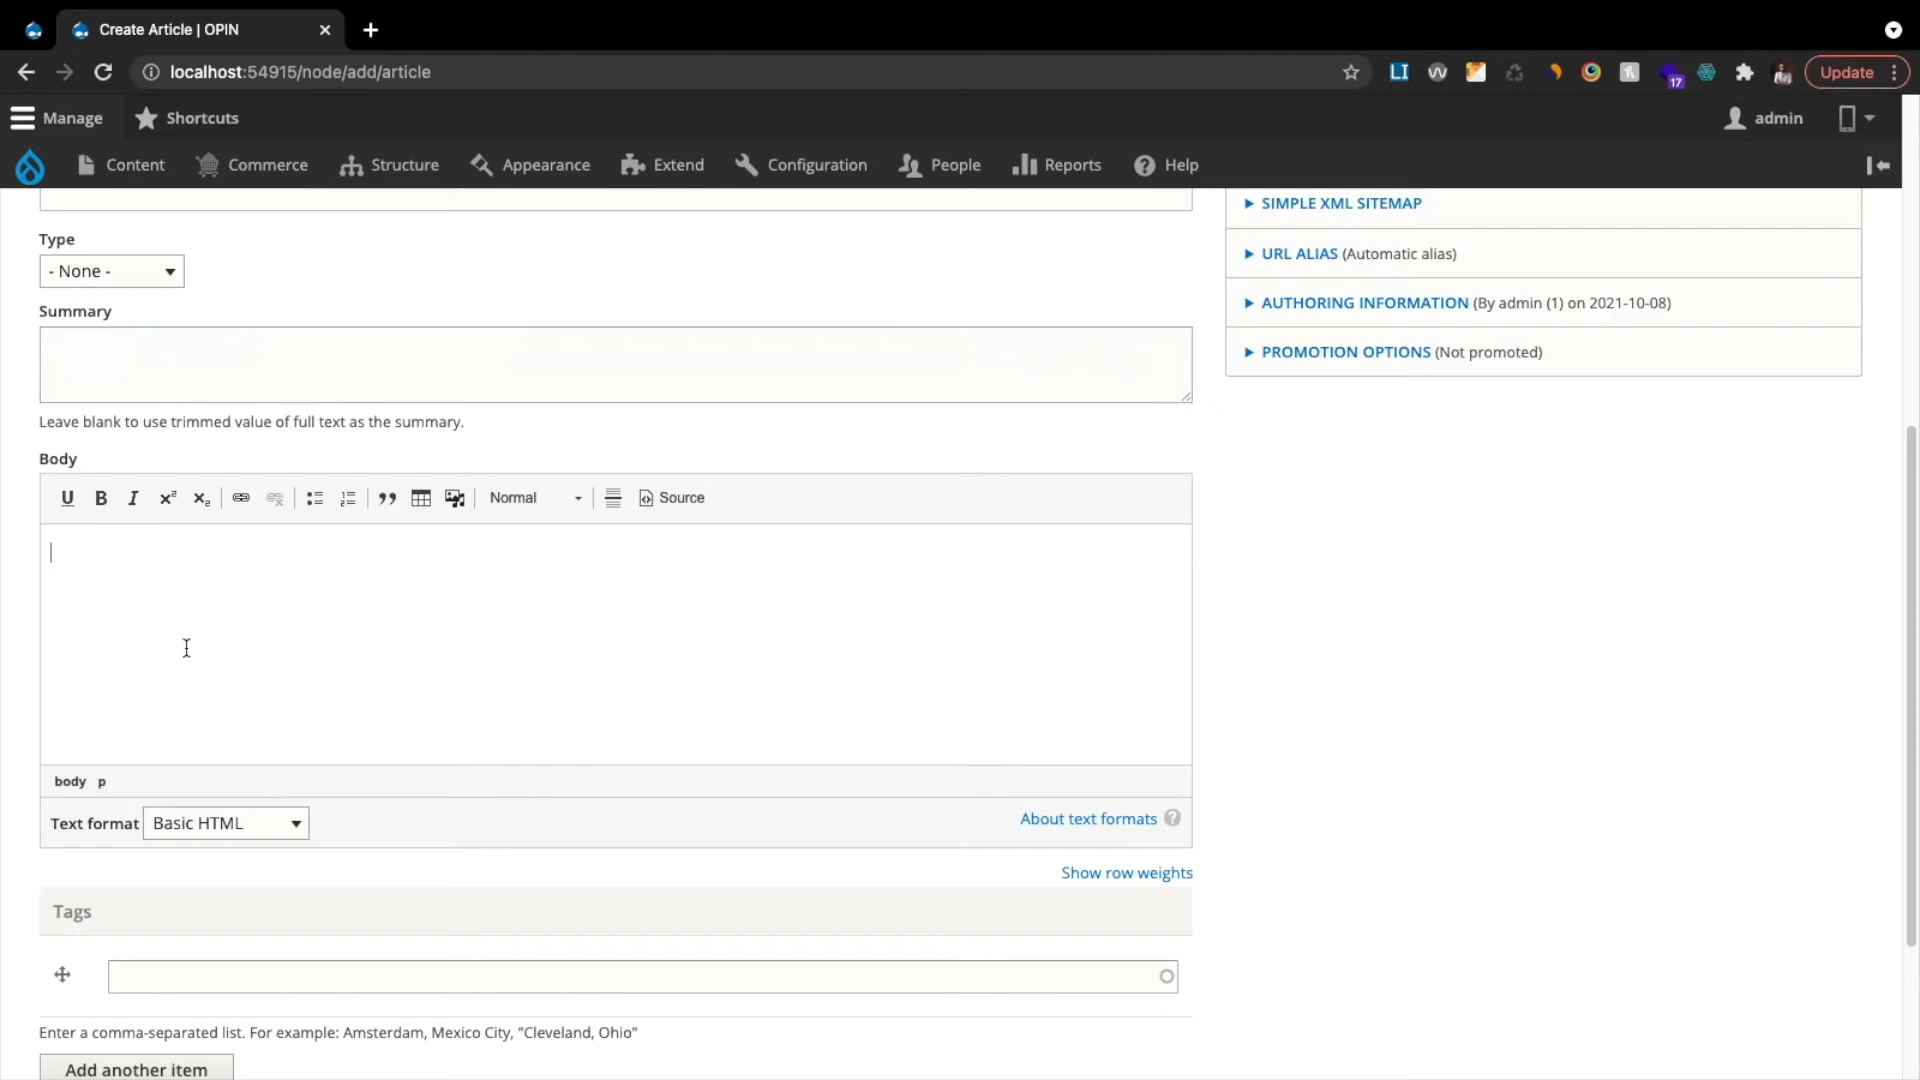 Create Article | OPIN
localhost:54915/node/add/article
LI
17
Update
Manage
Shortcuts
admin
Content
Commerce
Structure
Appearance
Extend
Configuration
People
Reports
Help
SIMPLE XML SITEMAP
Type
URL ALIAS (Automatic alias)
- None -
AUTHORING INFORMATION (By admin (1) on 2021-10-08)
Summary
PROMOTION OPTIONS (Not promoted)
Leave blank to use trimmed value of full text as the summary.
Body
U B I x² x₂ Normal Source
body p
Text format Basic HTML
About text formats ?
Show row weights
Tags
Enter a comma-separated list. For example: Amsterdam, Mexico City, "Cleveland, Ohio"
Add another item